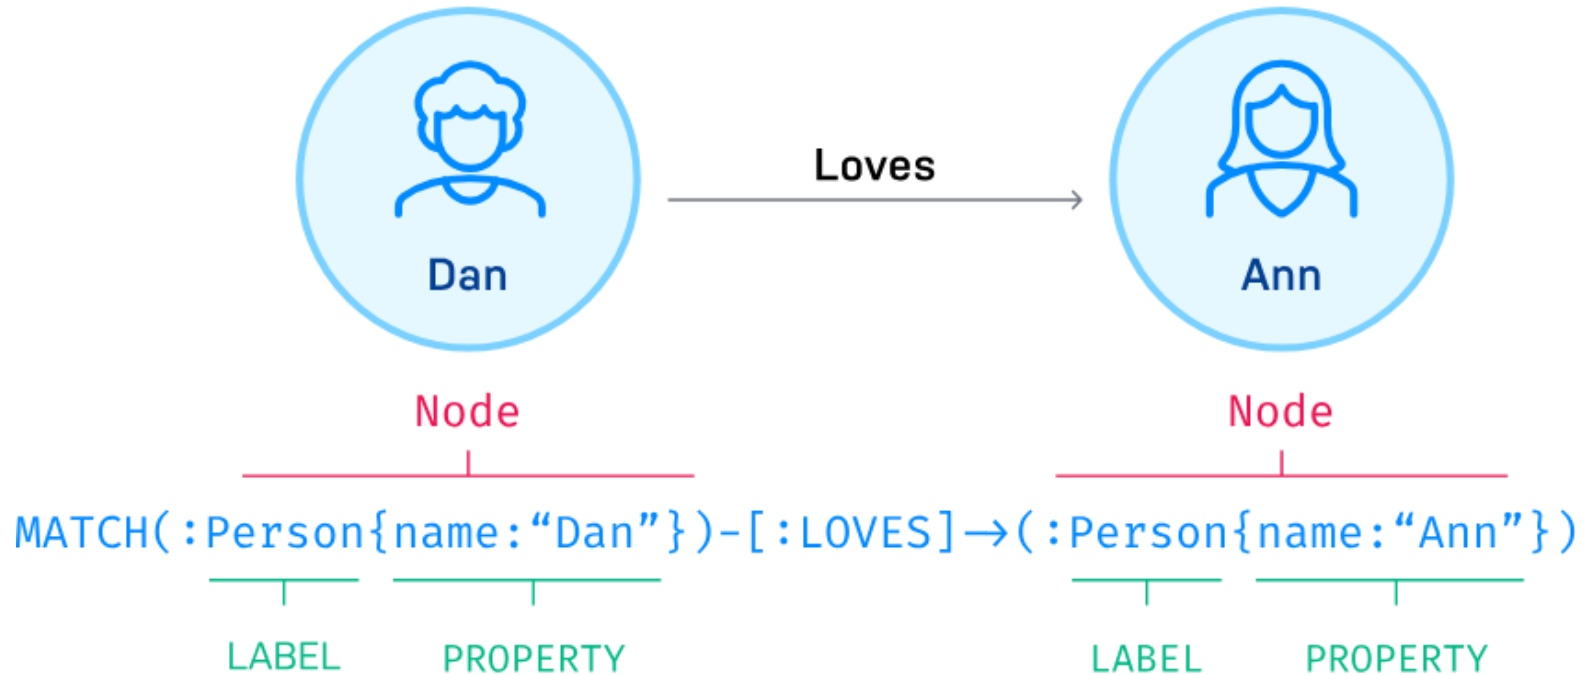 Loves
Dan
Ann
Node
Node
MATCH(:Person{name:“Dan”})-[:LOVES]→(:Person{name:“Ann”})
LABEL
PROPERTY
LABEL
PROPERTY